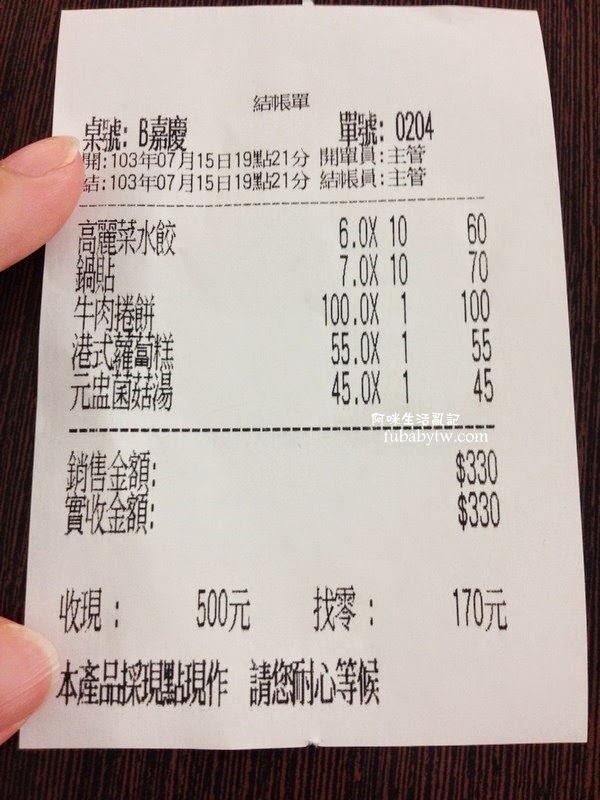 結帳單
桌號: B嘉慶 單號: 0204
開:103年07月15日19點21分 開單員:主管
結:103年07月15日19點21分 結帳員:主管
高麗菜水餃 6.0X 10 60
鍋貼 7.0X 10 70
牛肉捲餅 100.0X 1 100
港式蘿蔔糕 55.0X 1 55
元盅菌菇湯 45.0X 1 45
阿咪生活亂記
fubabytw.com
銷售金額: $330
實收金額: $330
收現: 500元 找零: 170元
本產品採現點現作 請您耐心等候